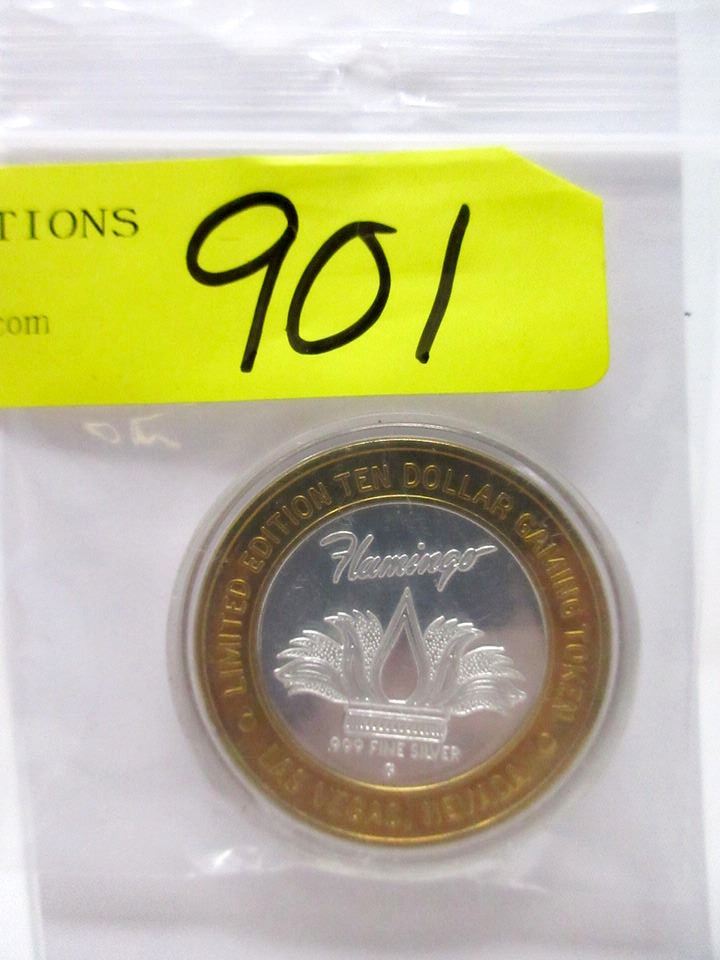 TIONS
901
com
LIMITED EDITION TEN DOLLAR GAMING TOKEN
Flamingo
.999 FINE SILVER
G
LAS VEGAS, NEVADA